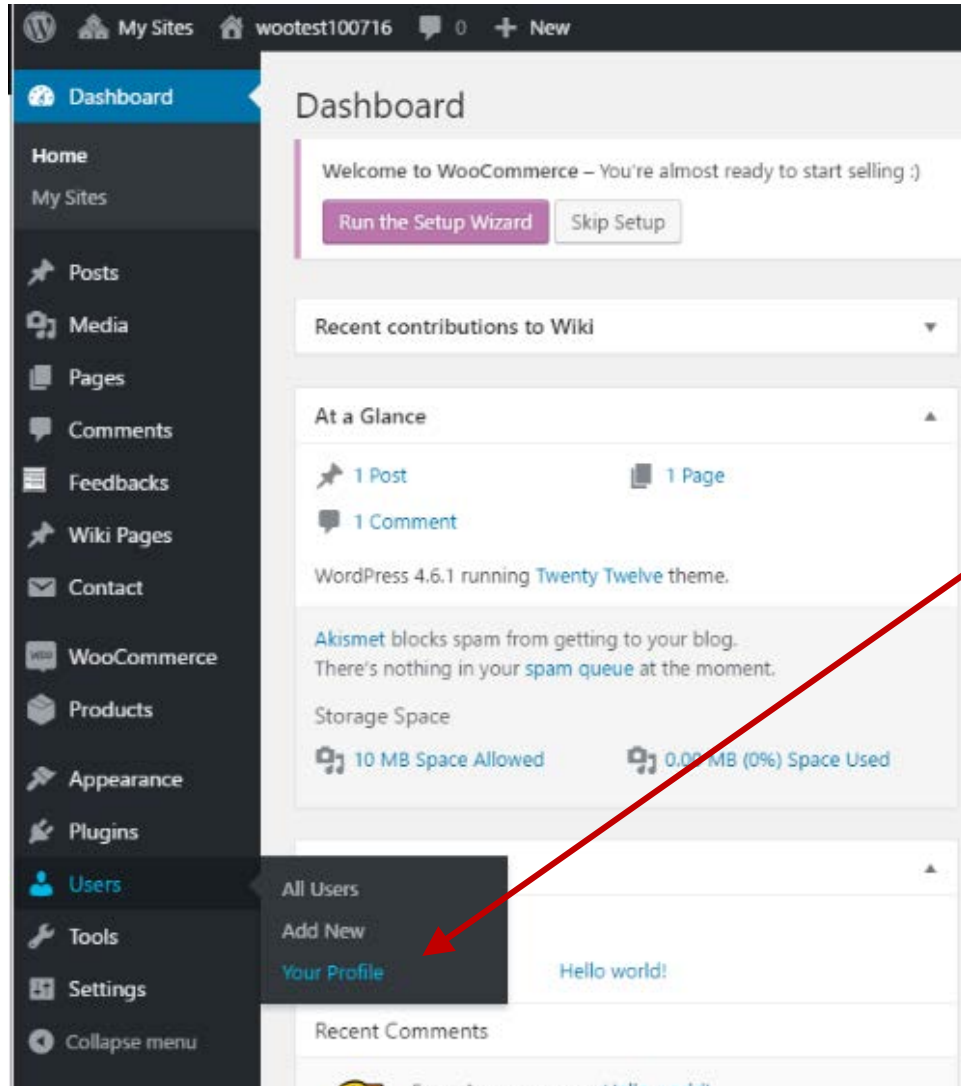 My Sites wootest100716 0 + New
Dashboard
Home
My Sites
Posts
Media
Pages
Comments
Feedbacks
Wiki Pages
Contact
WooCommerce
Products
Appearance
Plugins
Users
Tools
Settings
Collapse menu
All Users
Add New
Your Profile
Dashboard
Welcome to WooCommerce – You're almost ready to start selling :)
Run the Setup Wizard Skip Setup
Recent contributions to Wiki
At a Glance
1 Post 1 Page
1 Comment
WordPress 4.6.1 running Twenty Twelve theme.
Akismet blocks spam from getting to your blog.
There's nothing in your spam queue at the moment.
Storage Space
10 MB Space Allowed 0.00 MB (0%) Space Used
Hello world!
Recent Comments